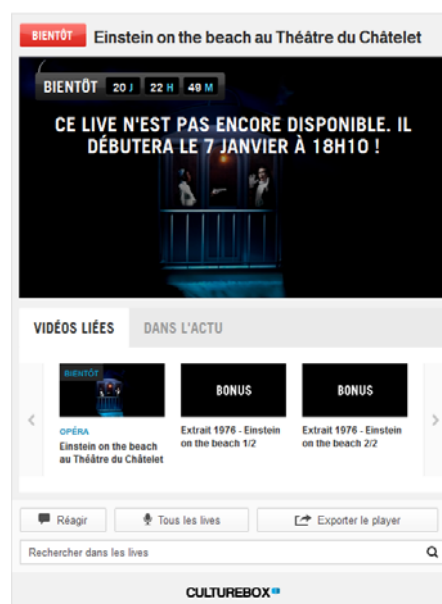 BIENTÔT Einstein on the beach au Théâtre du Châtelet
BIENTÔT 20 J 22 H 49 M
CE LIVE N'EST PAS ENCORE DISPONIBLE. IL
DÉBUTERA LE 7 JANVIER À 18H10 !
VIDÉOS LIÉES DANS L'ACTU
BIENTÔT
OPÉRA
Einstein on the beach
au Théâtre du Châtelet
BONUS
Extrait 1976 - Einstein
on the beach 1/2
BONUS
Extrait 1976 - Einstein
on the beach 2/2
Réagir Tous les lives Exporter le player
Rechercher dans les lives
CULTUREBOX